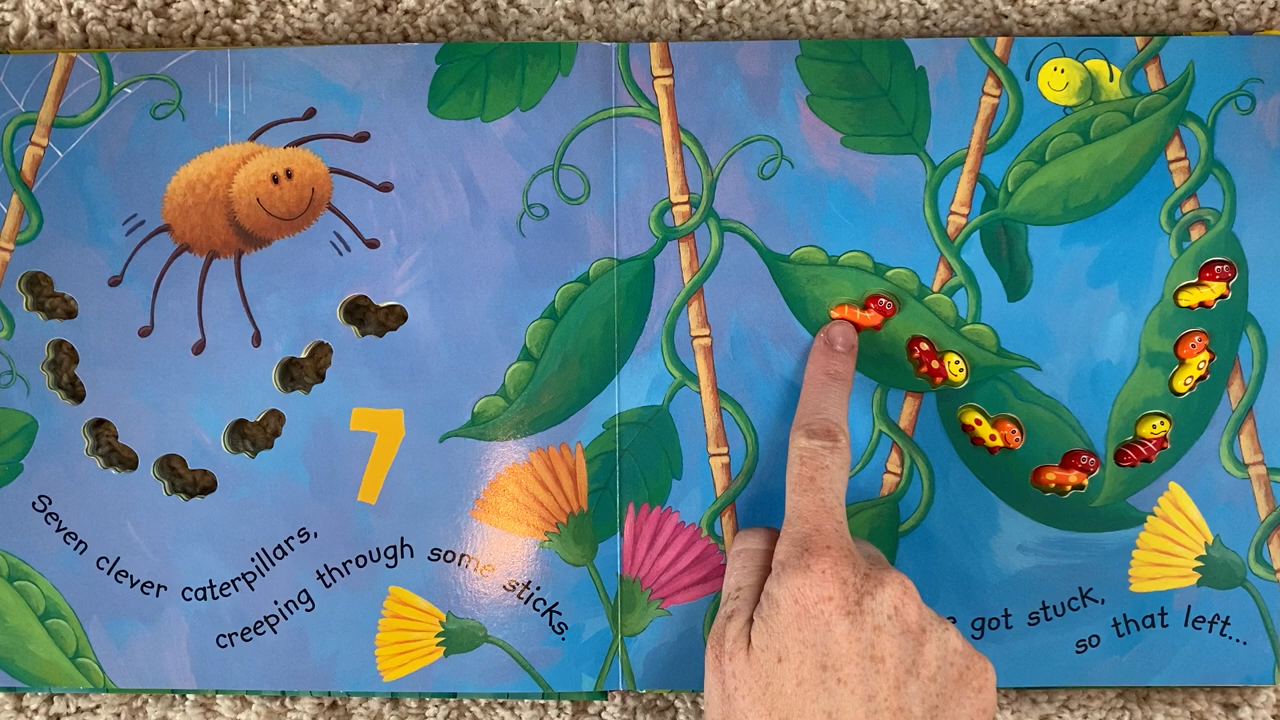 7
Seven clever caterpillars,
creeping through some sticks.
got stuck,
so that left...